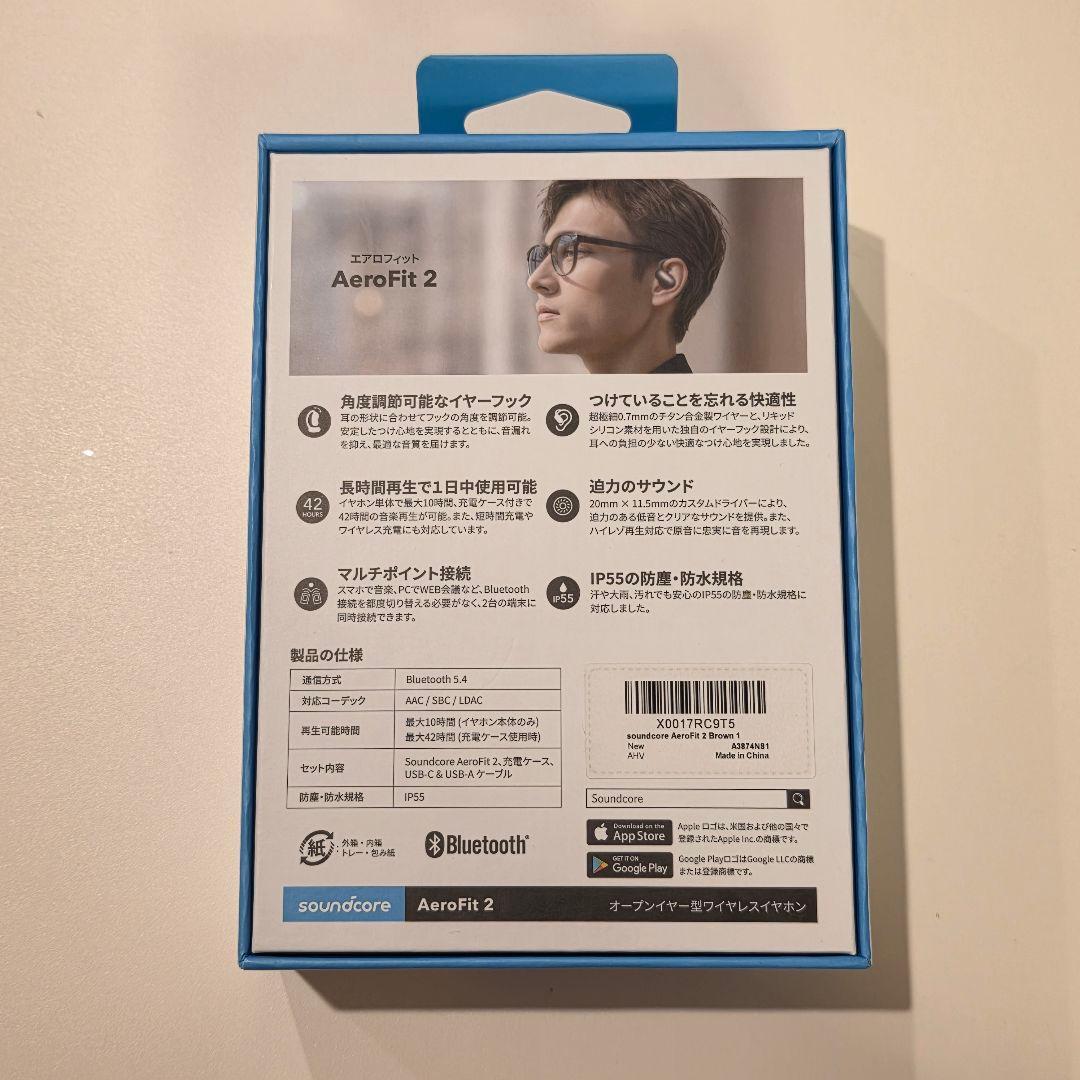 エアロフィット
AeroFit 2
角度調節可能なイヤーフック
耳の形状に合わせてフックの角度を調節可能。
安定したつけ心地を実現するとともに、音漏れ
を抑え、最適な音質を届けます。
つけていることを忘れる快適性
超極細0.7mmのチタン合金製ワイヤーと、リキッド
シリコン素材を用いた独自のイヤーフック設計により、
耳への負担の少ない快適なつけ心地を実現しました。
42
HOURS
長時間再生で1日中使用可能
イヤホン単体で最大10時間、充電ケース付きで
42時間の音楽再生が可能。また、短時間充電や
ワイヤレス充電にも対応しています。
迫力のサウンド
20mm × 11.5mmのカスタムドライバーにより、
迫力のある低音とクリアなサウンドを提供。また、
ハイレゾ再生対応で原音に忠実に音を再現します。
マルチポイント接続
スマホで音楽、PCでWEB会議など、Bluetooth
接続を都度切り替える必要がなく、2台の端末に
同時接続できます。
IP55
IP55の防塵・防水規格
汗や大雨、汚れでも安心のIP55の防塵・防水規格に
対応しました。
製品の仕様
通信方式 Bluetooth 5.4
対応コーデック AAC / SBC / LDAC
再生可能時間 最大10時間 (イヤホン本体のみ)
最大42時間 (充電ケース使用時)
セット内容 Soundcore AeroFit 2、充電ケース、
USB-C & USB-A ケーブル
防塵・防水規格 IP55
X0017RC9T5
soundcore AeroFit 2 Brown 1
New A3874NB1
AHV Made in China
Soundcore
Download on the
App Store
Apple ロゴは、米国および他の国々で
登録されたApple Inc.の商標です。
GET IT ON
Google Play
Google PlayロゴはGoogle LLCの商標
または登録商標です。
紙
外箱・内箱
・トレー・包み紙
Bluetooth®
soundcore AeroFit 2 オープンイヤー型ワイヤレスイヤホン